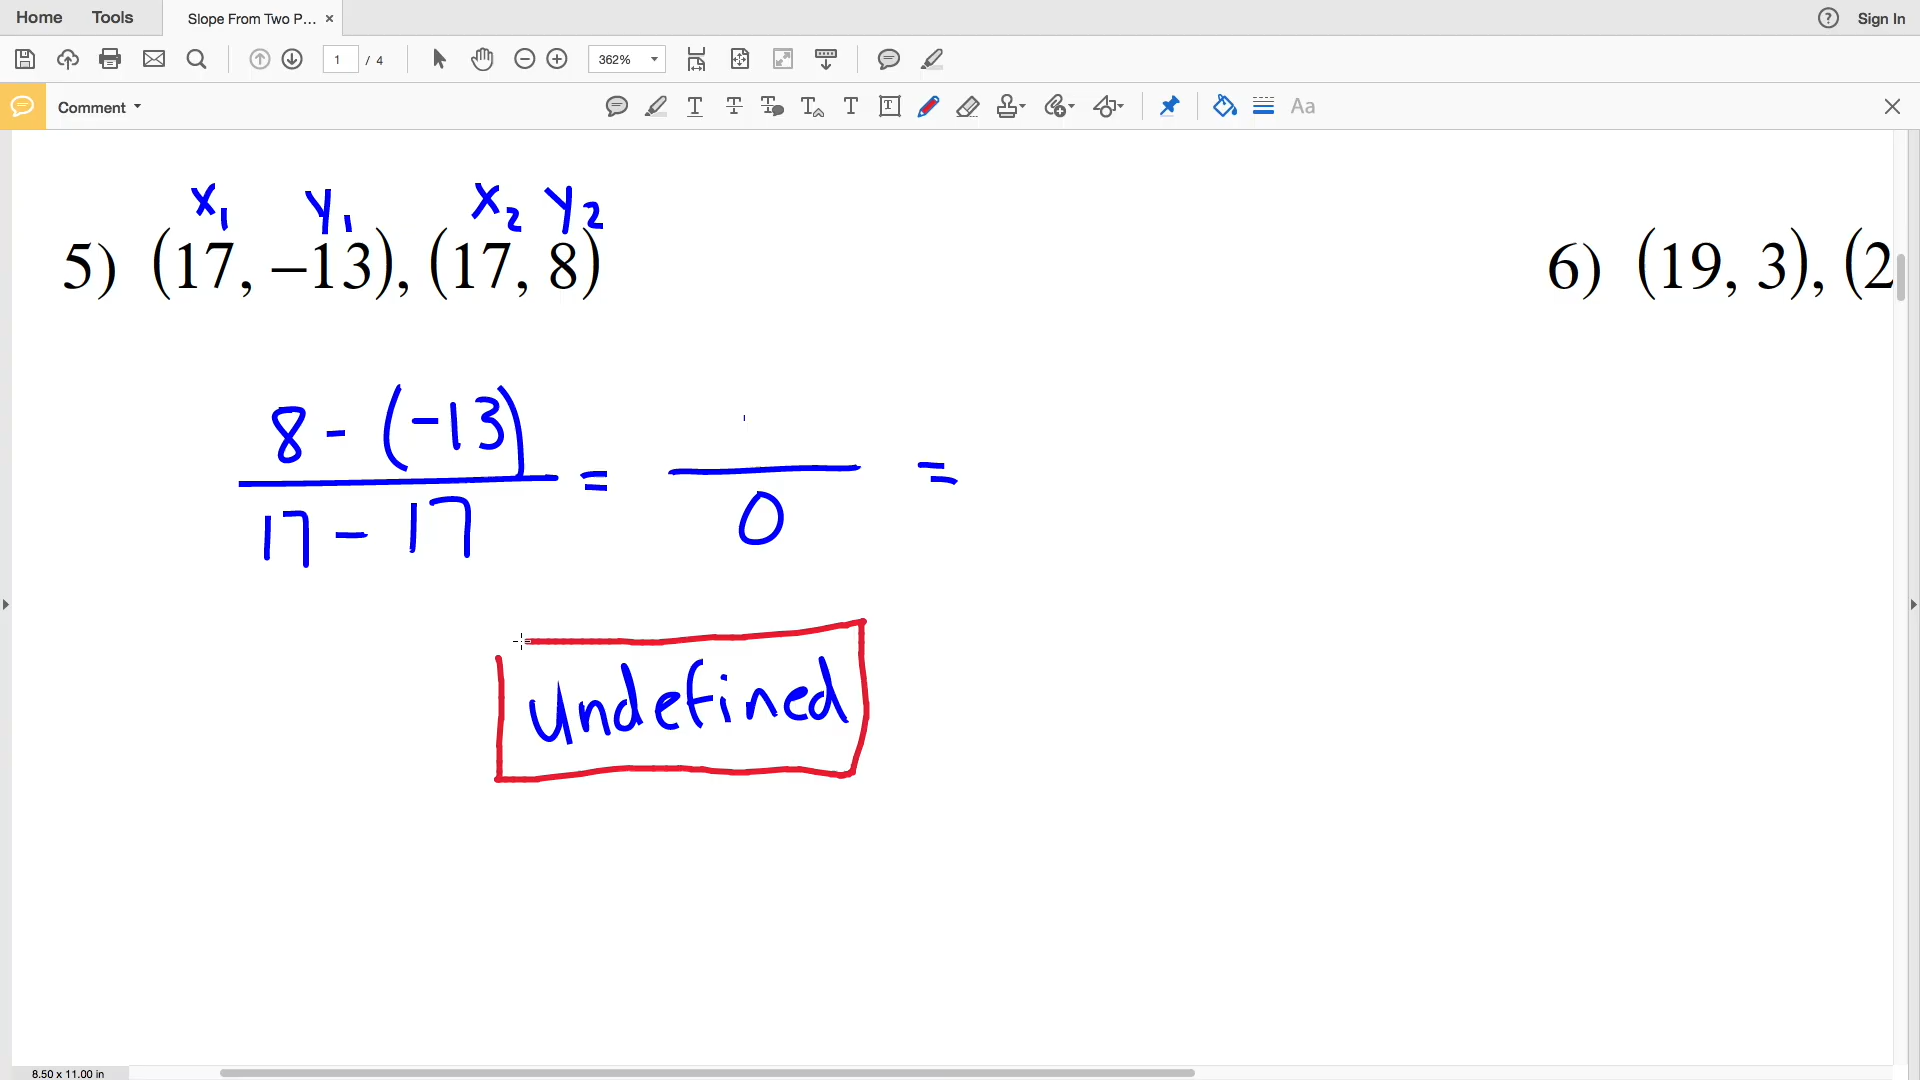 Home Tools Slope From Two P... × ? Sign In
1 / 4 362%
Comment Aa
x1 y1 x2 y2
5) (17, –13), (17, 8) 6) (19, 3), (2
8 - (-13)
17 - 17
=
0
=
Undefined
8.50 x 11.00 in